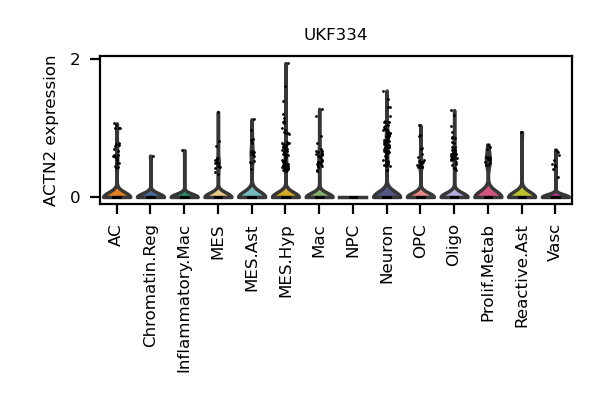 UKF334
ACTN2 expression
2
0
AC
Chromatin.Reg
Inflammatory.Mac
MES
MES.Ast
MES.Hyp
Mac
NPC
Neuron
OPC
Oligo
Prolif.Metab
Reactive.Ast
Vasc